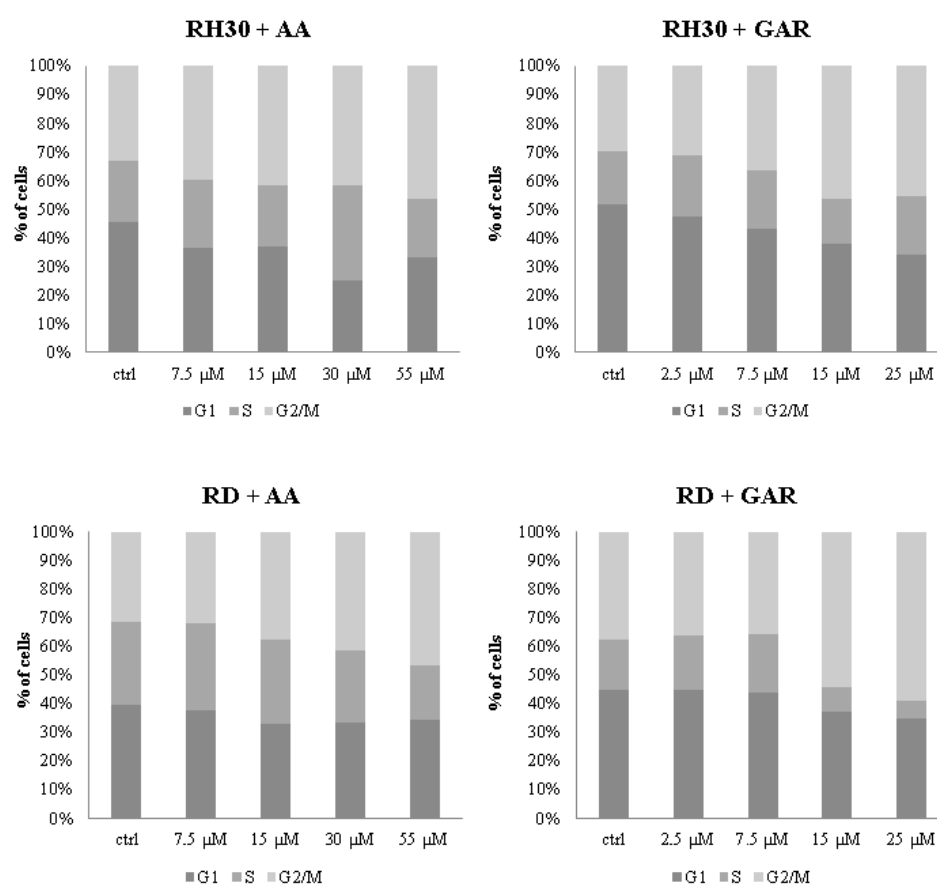 RH30 + AA
100%
90%
80%
70%
60%
50%
40%
30%
20%
10%
0%
% of cells
ctrl 7.5 μM 15 μM 30 μM 55 μM
G1 S G2/M
RH30 + GAR
100%
90%
80%
70%
60%
50%
40%
30%
20%
10%
0%
% of cells
ctrl 2.5 μM 7.5 μM 15 μM 25 μM
G1 S G2/M
RD + AA
100%
90%
80%
70%
60%
50%
40%
30%
20%
10%
0%
% of cells
ctrl 7.5 μM 15 μM 30 μM 55 μM
G1 S G2/M
RD + GAR
100%
90%
80%
70%
60%
50%
40%
30%
20%
10%
0%
% of cells
ctrl 2.5 μM 7.5 μM 15 μM 25 μM
G1 S G2/M